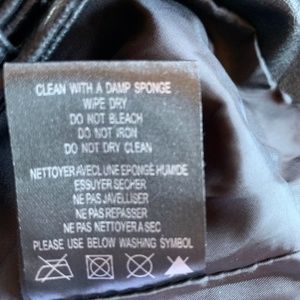 CLEAN WITH A DAMP SPONGE
WIPE DRY
DO NOT BLEACH
DO NOT IRON
DO NOT DRY CLEAN
NETTOYER AVECL UNE EPONGE HUMIDE
ESSUYER SECHER
NE PAS JAVELLISER
NE PAS REPASSER
NE PAS NETTOYER A SEC
PLEASE USE BELOW WASHING SYMBOL